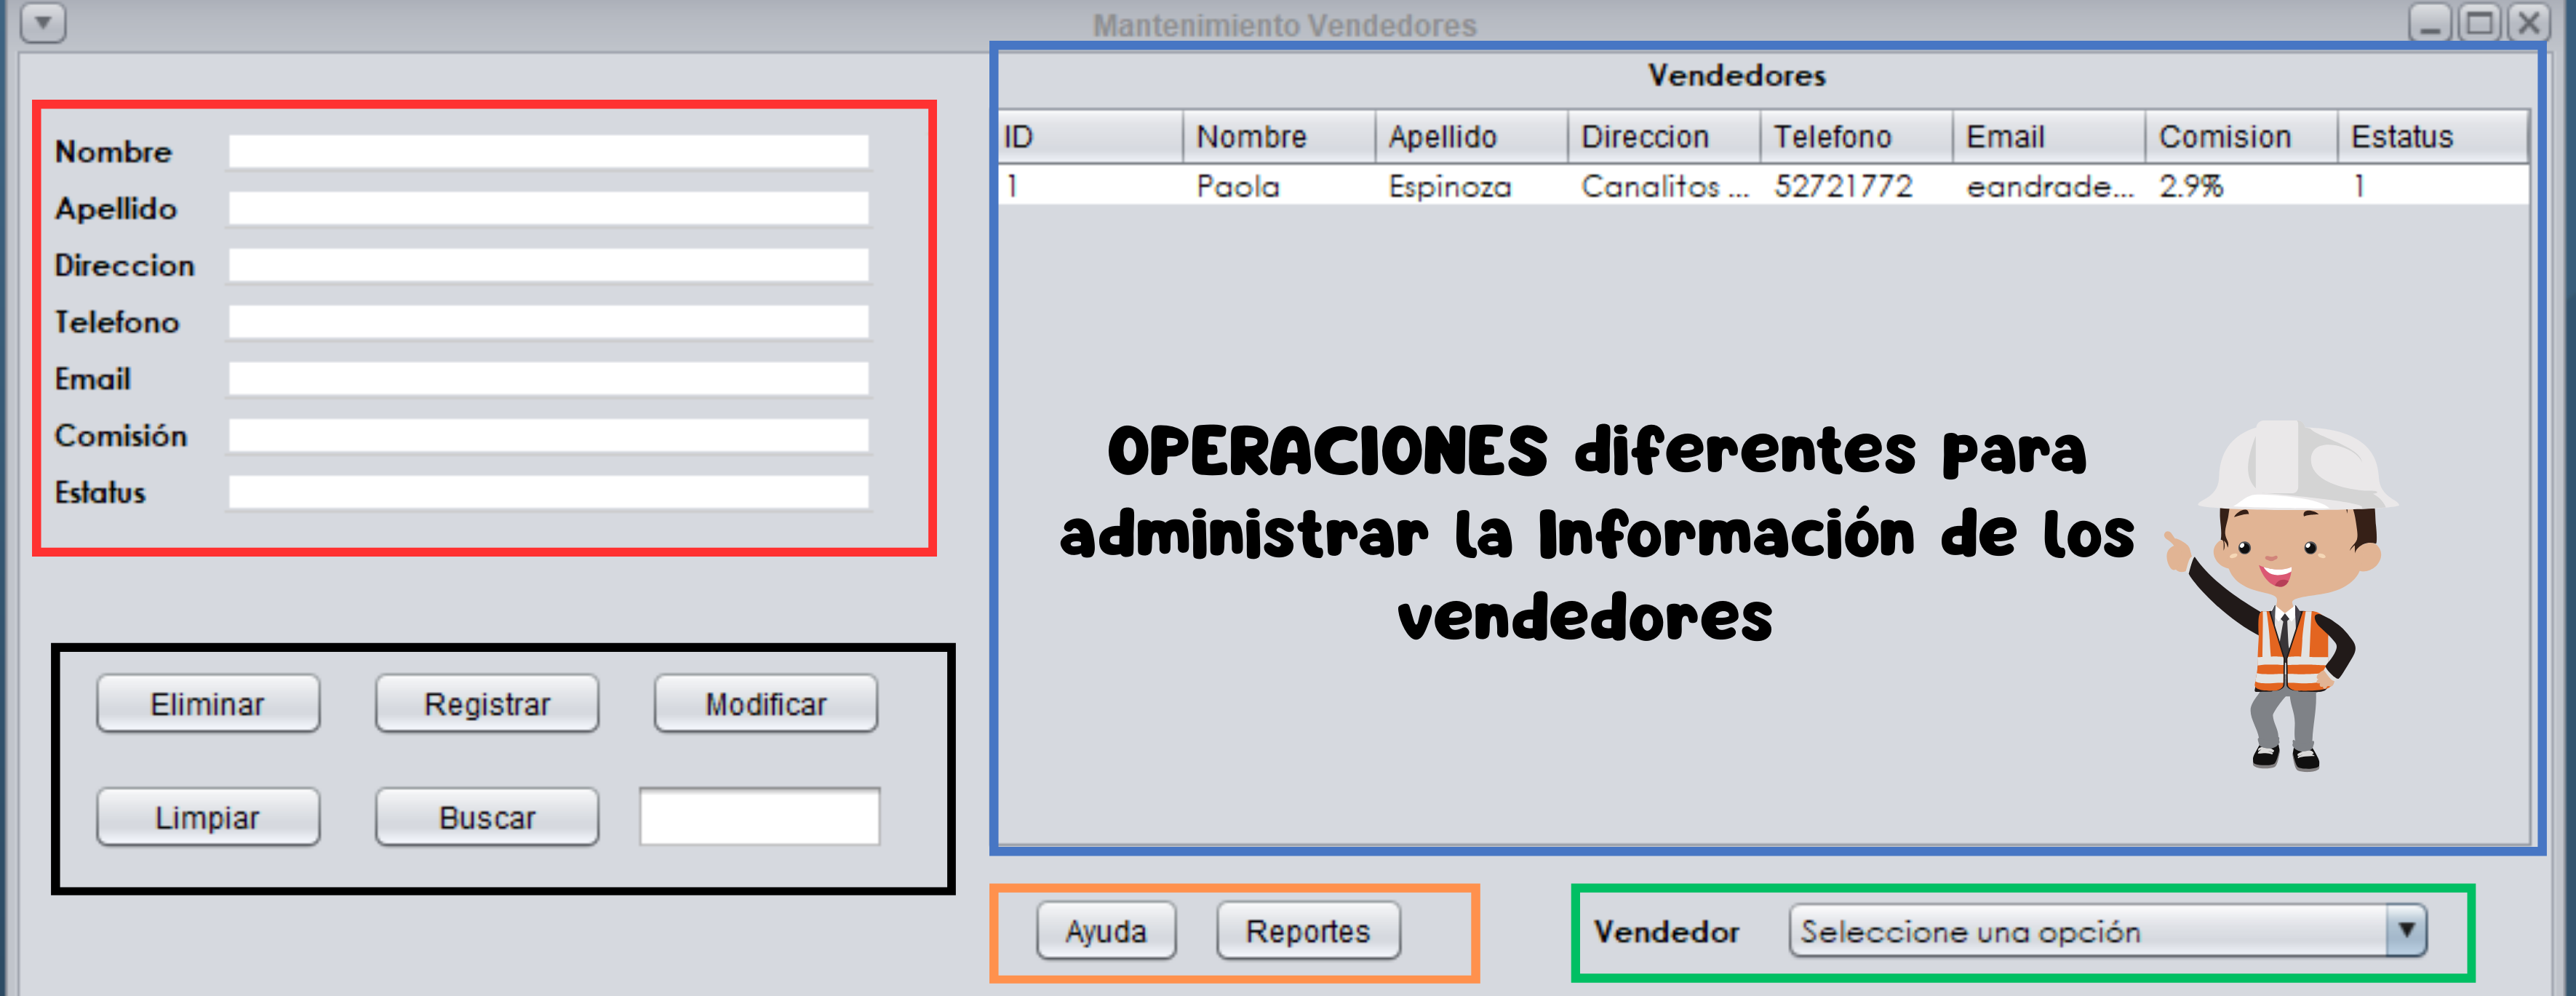 Mantenimiento Vendedores
Nombre
Apellido
Direccion
Telefono
Email
Comisión
Estatus
Eliminar Registrar Modificar
Limpiar Buscar
Vendedores
ID Nombre Apellido Direccion Telefono Email Comision Estatus
1 Paola Espinoza Canalitos ... 52721772 eandrade... 2.9% 1
OPERACIONES diferentes para
administrar la Información de los
vendedores
Ayuda Reportes
Vendedor Seleccione una opción